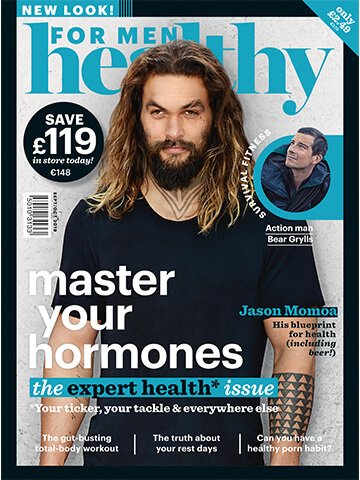 NEW LOOK!
only
£2.49
FOR MEN
healthy
SAVE
£119
in store today!
€148
SURVIVAL FITNESS
Action man
Bear Grylls
master
your
hormones
Jason Momoa
His blueprint
for health
(including
beer!)
the expert health* issue
*Your ticker, your tackle & everywhere else
The gut-busting
total-body workout
The truth about
your rest days
Can you have a
healthy porn habit?